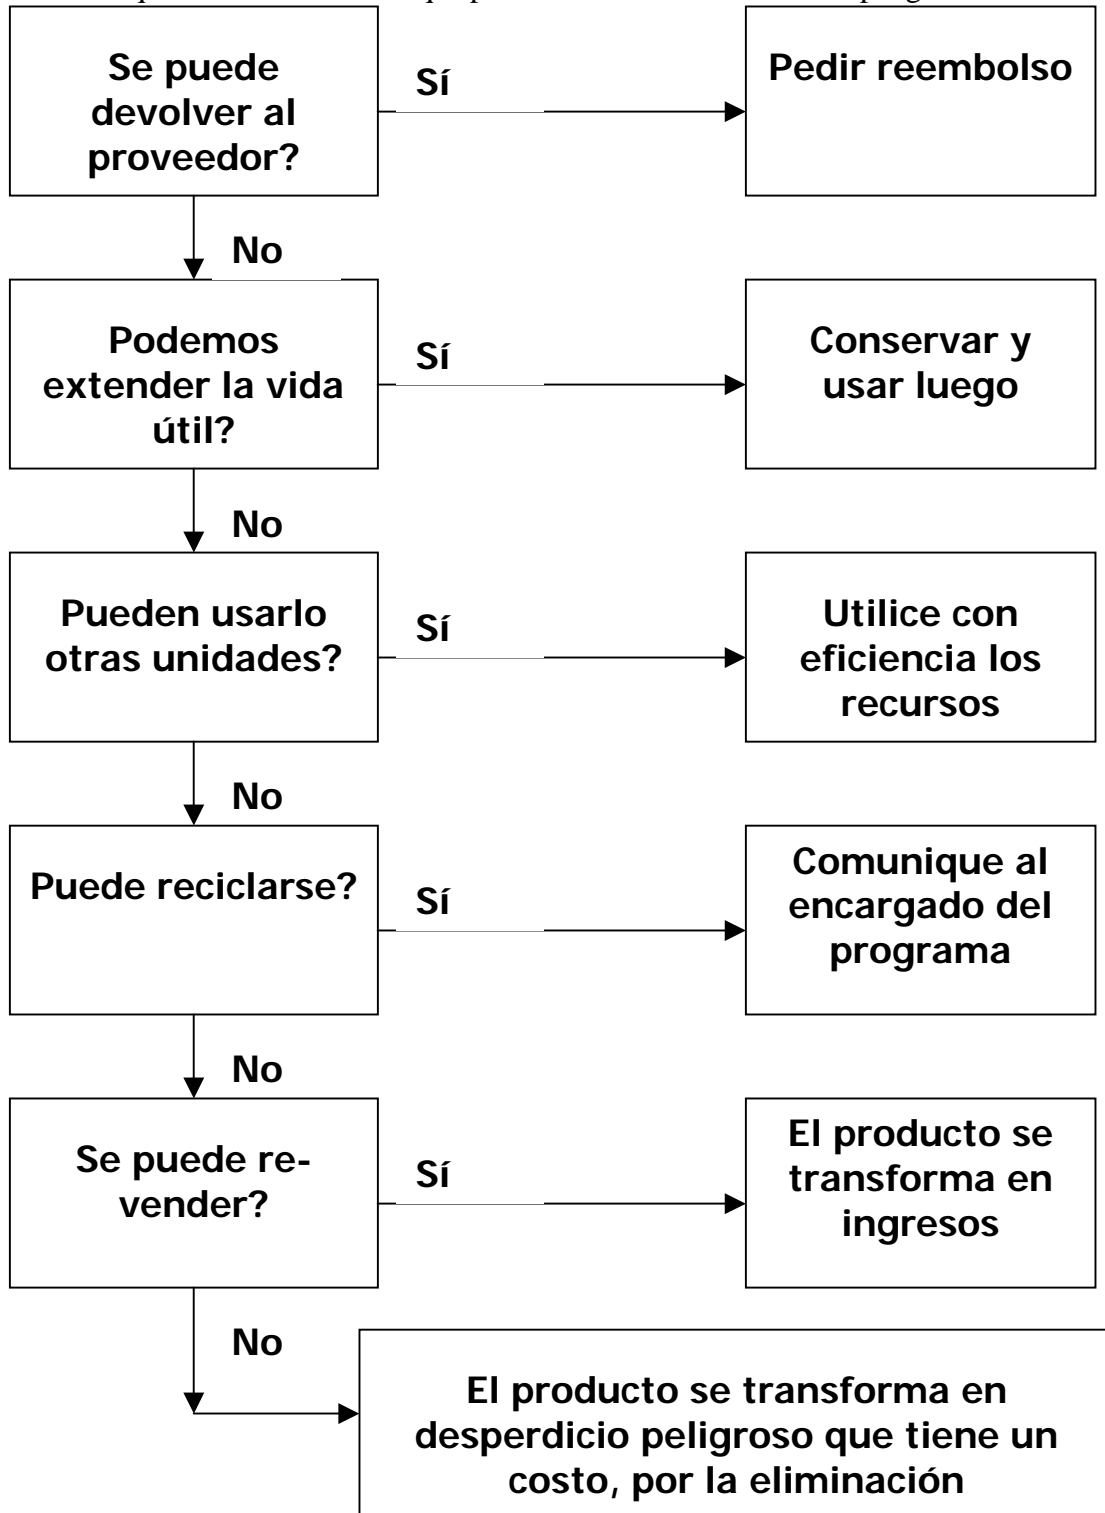 Se puede
devolver al
proveedor?
Sí
Pedir reembolso
No
Podemos
extender la vida
útil?
Sí
Conservar y
usar luego
No
Pueden usarlo
otras unidades?
Sí
Utilice con
eficiencia los
recursos
No
Puede reciclarse?
Sí
Comunique al
encargado del
programa
No
Se puede re-
vender?
Sí
El producto se
transforma en
ingresos
No
El producto se transforma en
desperdicio peligroso que tiene un
costo, por la eliminación